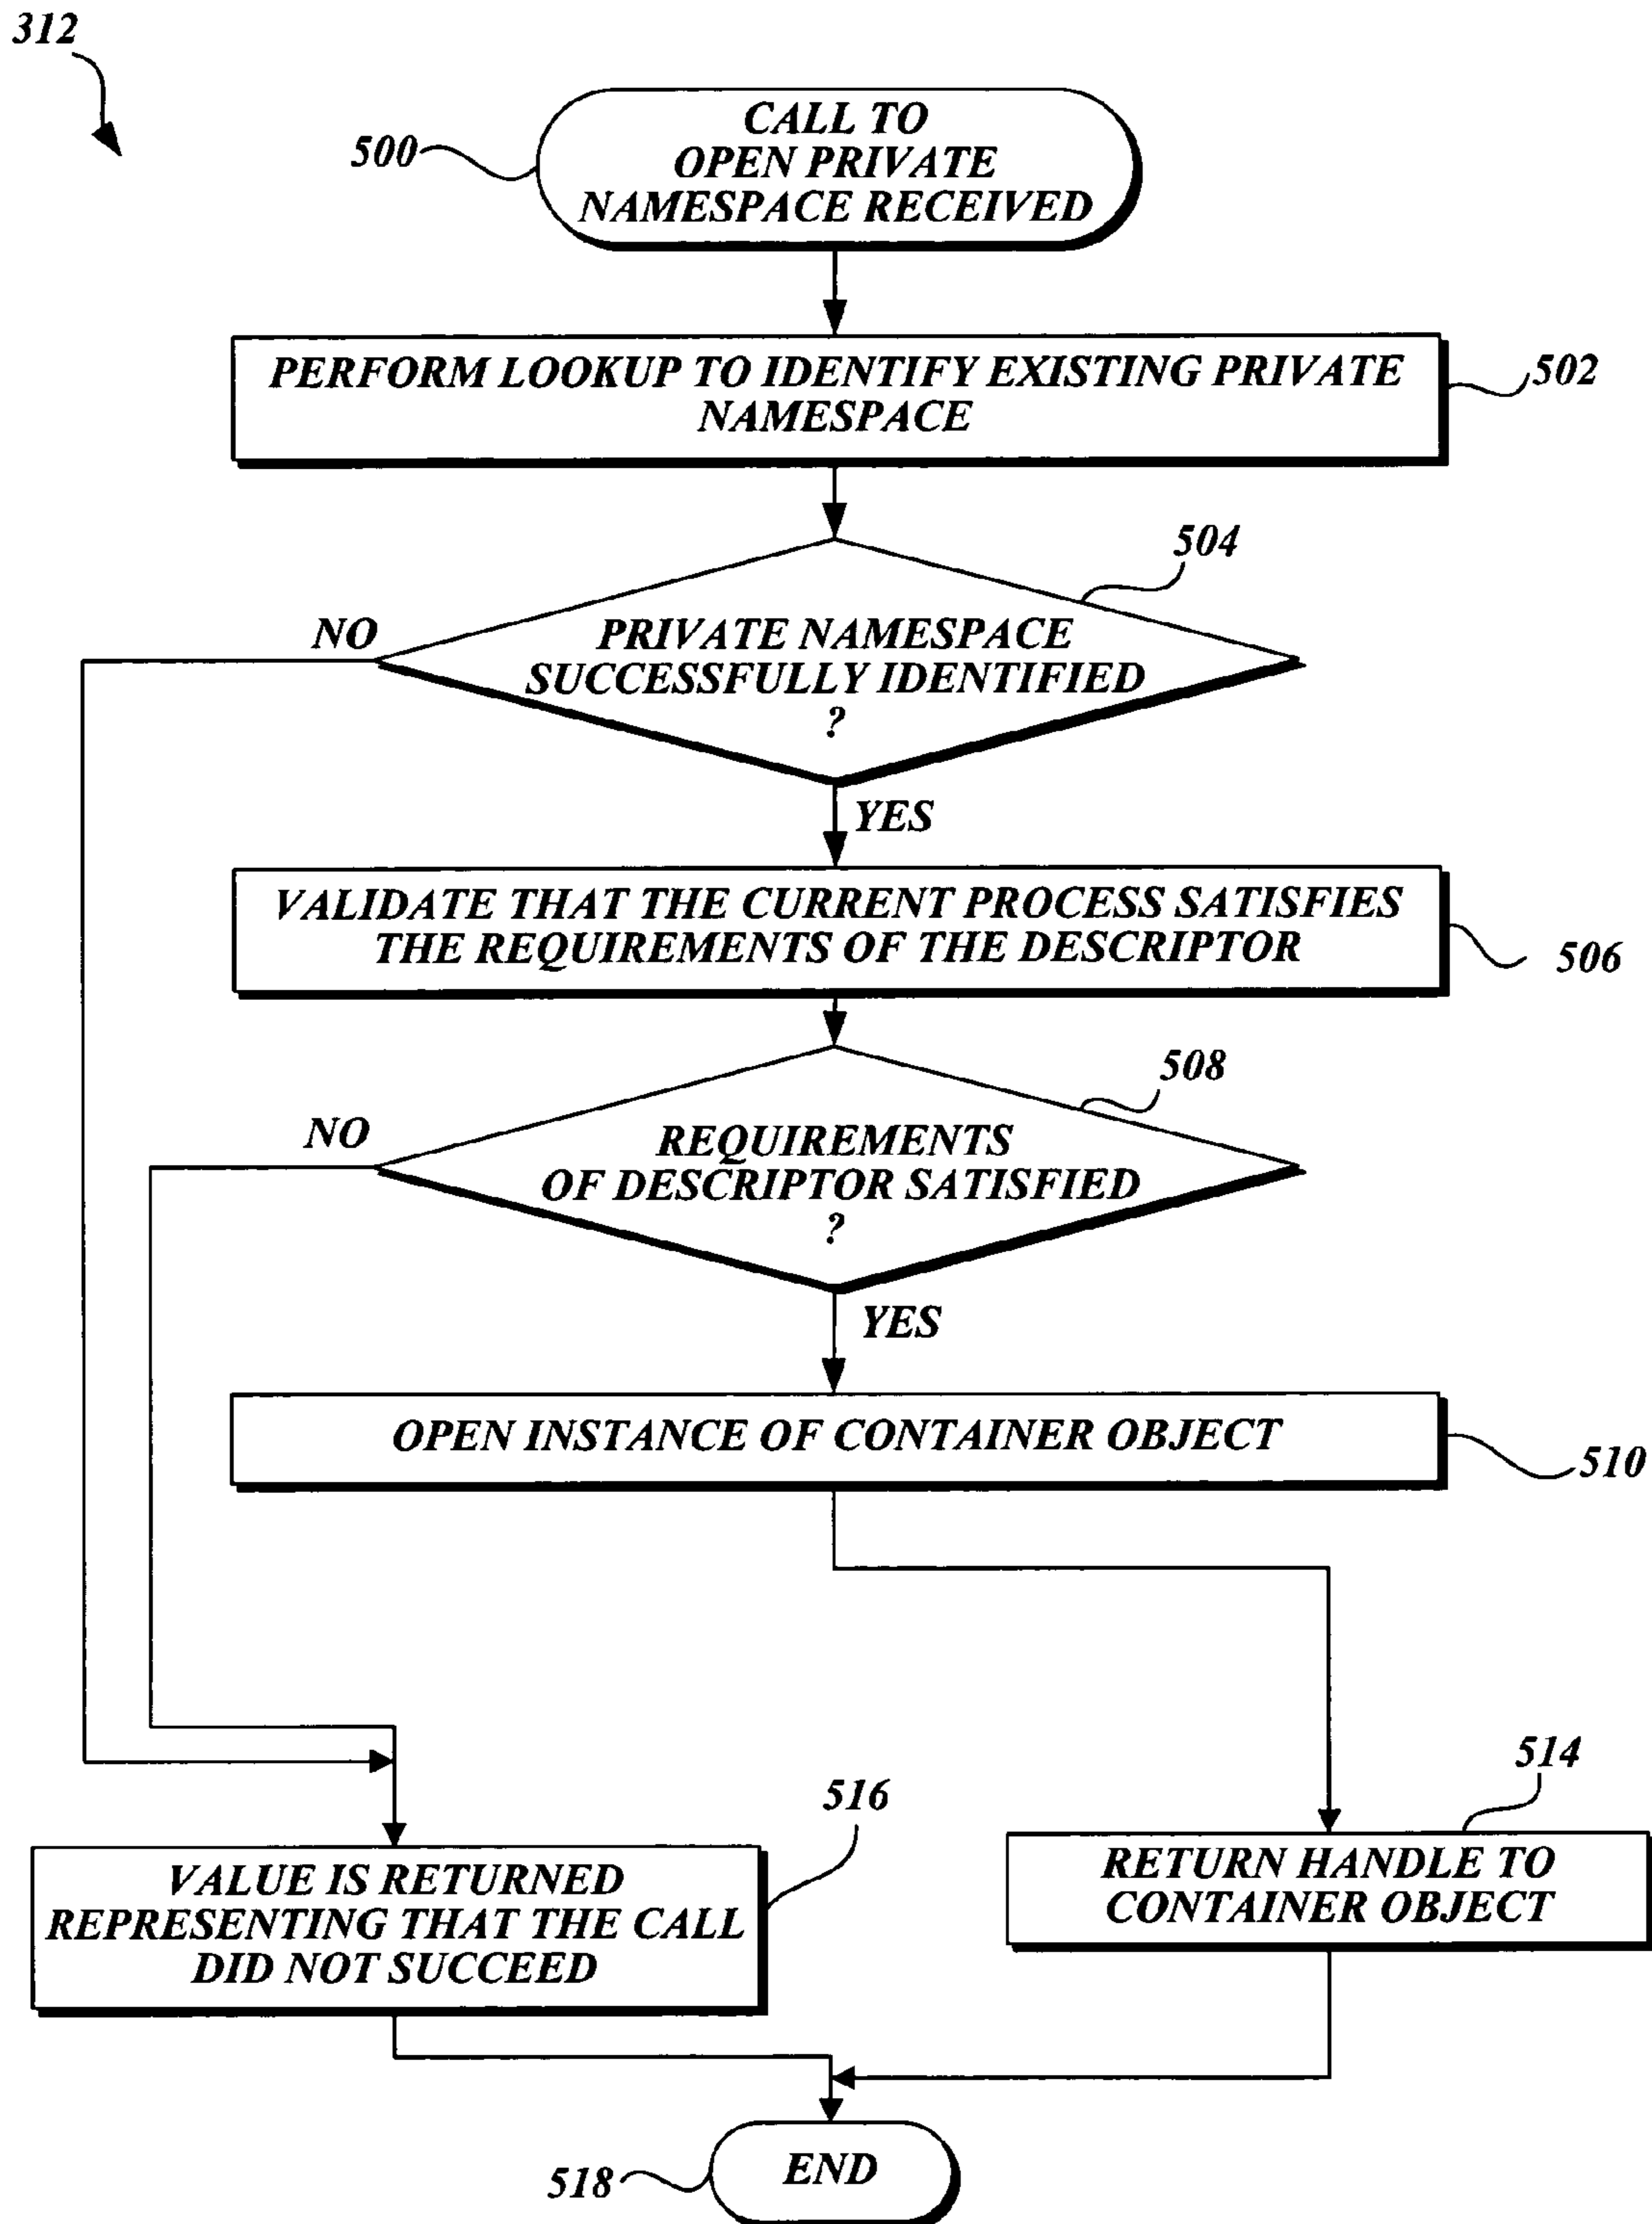 312
500
CALL TO
OPEN PRIVATE
NAMESPACE RECEIVED
PERFORM LOOKUP TO IDENTIFY EXISTING PRIVATE
NAMESPACE
502
504
NO
PRIVATE NAMESPACE
SUCCESSFULLY IDENTIFIED
?
YES
VALIDATE THAT THE CURRENT PROCESS SATISFIES
THE REQUIREMENTS OF THE DESCRIPTOR
506
508
NO
REQUIREMENTS
OF DESCRIPTOR SATISFIED
?
YES
OPEN INSTANCE OF CONTAINER OBJECT
510
514
516
VALUE IS RETURNED
REPRESENTING THAT THE CALL
DID NOT SUCCEED
RETURN HANDLE TO
CONTAINER OBJECT
518
END